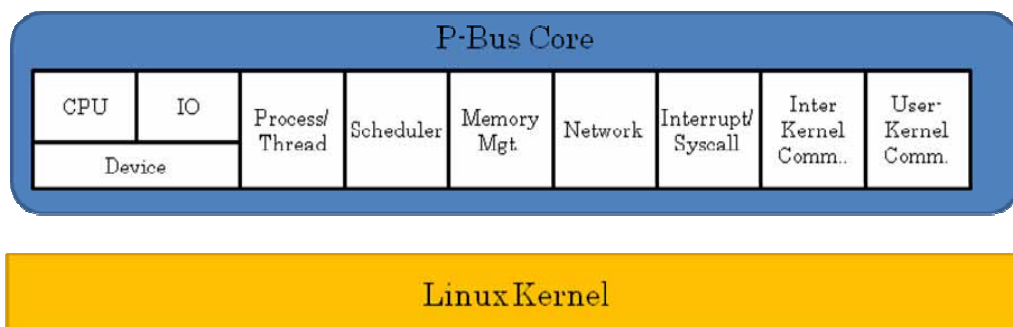 P-Bus Core
CPU
IO
Device
Process/
Thread
Scheduler
Memory
Mgt.
Network
Interrupt/
Syscall
Inter
Kernel
Comm..
User-
Kernel
Comm.
Linux Kernel